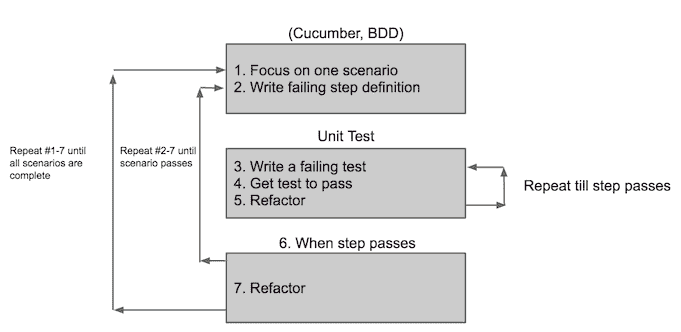 (Cucumber, BDD)
1. Focus on one scenario
2. Write failing step definition
Repeat #1-7 until
all scenarios are
complete
Repeat #2-7 until
scenario passes
Unit Test
3. Write a failing test
4. Get test to pass
5. Refactor
Repeat till step passes
6. When step passes
7. Refactor